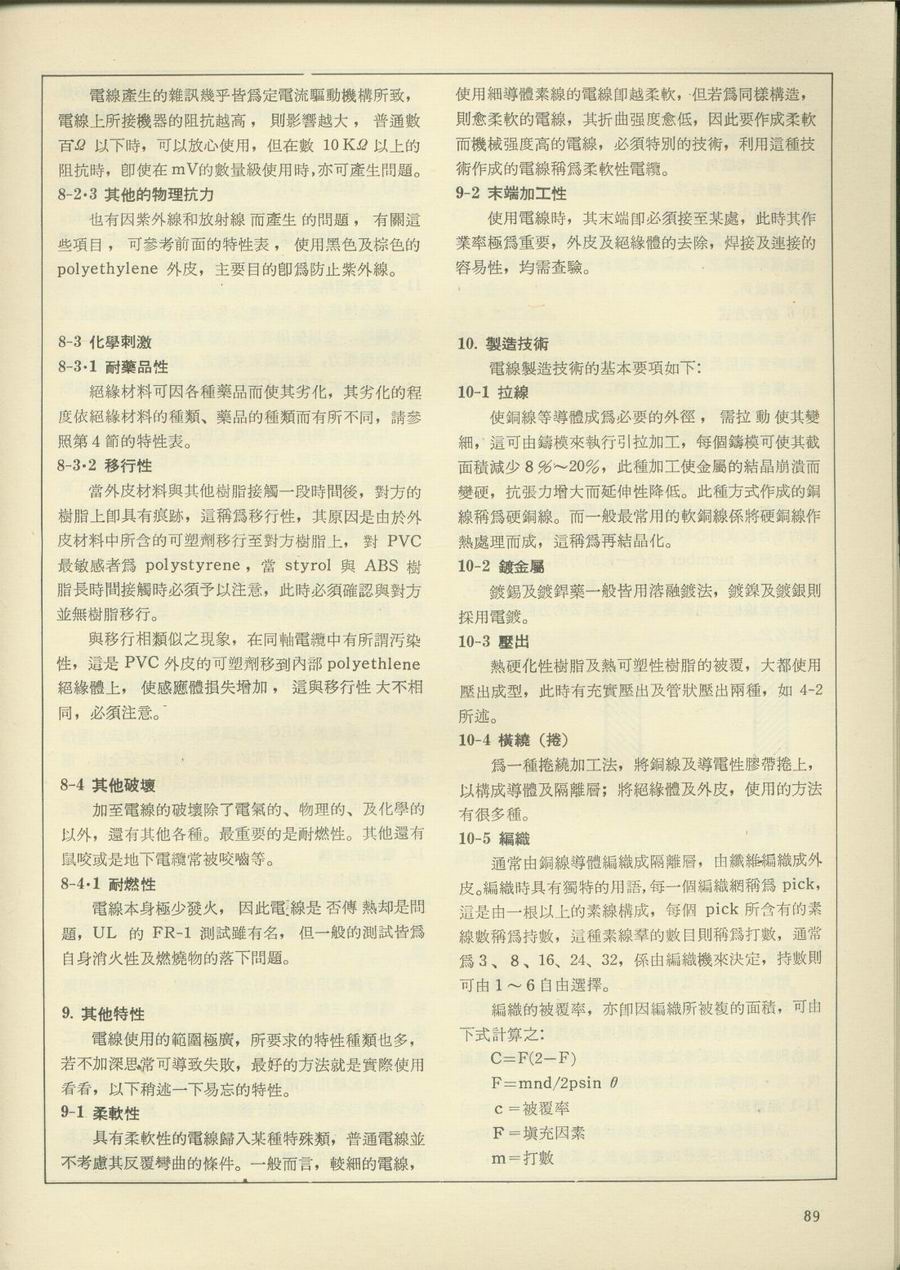 電線產生的雜訊幾乎皆爲定電流驅動機構所致，
電線上所接機器的阻抗越高，則影響越大，普通數
百Ω 以下時，可以放心使用，但在數 10 KΩ 以上的
阻抗時，卽使在 mV的數量級使用時，亦可產生問題。
8-2·3 其他的物理抗力
也有因紫外線和放射線 而產生 的問題，有關這
些項目，可參考前面的特性表，使用黑色及棕色的
polyethylene 外皮，主要目的卽爲防止紫外線。
8-3 化學刺激
8-3·1 耐藥品性
絕緣材料可因各種藥品而使其劣化，其劣化的程
度依絕緣材料的種類、藥品的種類而有所不同，請參
照第 4 節的特性表。
8-3·2 移行性
當外皮材料與其他樹脂接觸一段時間後，對方的
樹脂上卽具有痕跡，這稱爲移行性，其原因是由於外
皮材料中所含的可塑劑移行至對方樹脂上， 對 PVC
最敏感者爲 polystyrene，當 styrol 與 ABS 樹
脂長時間接觸時必須予以注意，此時必須確認與對方
並無樹脂移行。
與移行相類似之現象，在同軸電纜中有所謂汚染
性，這是 PVC 外皮的可塑劑移到內部 polyethlene
絕緣體上， 使感應體損失增加， 這與移行性 大不相
同，必須注意。
8-4 其他破壞
加至電線的破壞除了電氣的、物理的、及化學的
以外，還有其他各種。最重要的是耐燃性。其他還有
鼠咬或是地下電纜常被咬嚙等。
8-4·1 耐燃性
電線本身極少發火， 因此電線是 否傳 熱却是問
題，UL 的 FR-1 測試雖有名， 但一般的測試皆爲
自身消火性及燃燒物的落下問題。
9. 其他特性
電線使用的範圍極廣，所要求的特性種類也多，
若不加深思常可導致失敗，最好的方法就是實際使用
看看，以下稍述一下易忘的特性。
9-1 柔軟性
具有柔軟性的電線歸入某種特殊類，普通電線並
不考慮其反覆彎曲的條件。一般而言，較細的電線，
使用細導體素線的電線卽越柔軟，但若爲同樣構造，
則愈柔軟的電線，其折曲强度愈低，因此要作成柔軟
而機械强度高的電線，必須特別的技術，利用這種技
術作成的電線稱爲柔軟性電纜。
9-2 末端加工性
使用電線時，其末端卽必須接至某處，此時其作
業率極爲重要，外皮及絕緣體的去除，焊接及連接的
容易性，均需查驗。
10. 製造技術
電線製造技術的基本要項如下：
10-1 拉線
使銅線等導體成爲必要的外徑， 需拉 動 使其變
細，這可由鑄模來執行引拉加工，每個鑄模可使其截
面積減少 8 %～20%，此種加工使金屬的結晶崩潰而
變硬，抗張力增大而延伸性降低。此種方式作成的銅
線稱爲硬銅線。而一般最常用的軟銅線係將硬銅線作
熱處理而成，這稱爲再結晶化。
10-2 鍍金屬
鍍錫及鍍銲藥一般皆用溶融鍍法，鍍鎳及鍍銀則
採用電鍍。
10-3 壓出
熱硬化性樹脂及熱可塑性樹脂的被覆，大都使用
壓出成型，此時有充實壓出及管狀壓出兩種，如 4-2
所述。
10-4 橫繞（捲）
爲一種捲繞加工法，將銅線及導電性膠帶捲上，
以構成導體及隔離層；將絕緣體及外皮，使用的方法
有很多種。
10-5 編織
通常由銅線導體編織成隔離層，由纖維編織成外
皮。編織時具有獨特的用語，每一個編織網稱爲 pick，
這是由一根以上的素線構成，每個 pick 所含有的素
線數稱爲持數，這種素線羣的數目則稱爲打數，通常
爲 3 、 8 、16、24、32，係由編織機來決定，持數則
可由 1 ～ 6 自由選擇。
編織的被覆率，亦卽因編織所被複的面積，可由
下式計算之：
C=F(2－F)
F=mnd/2psin θ
c =被覆率
F =塡充因素
m=打數
89